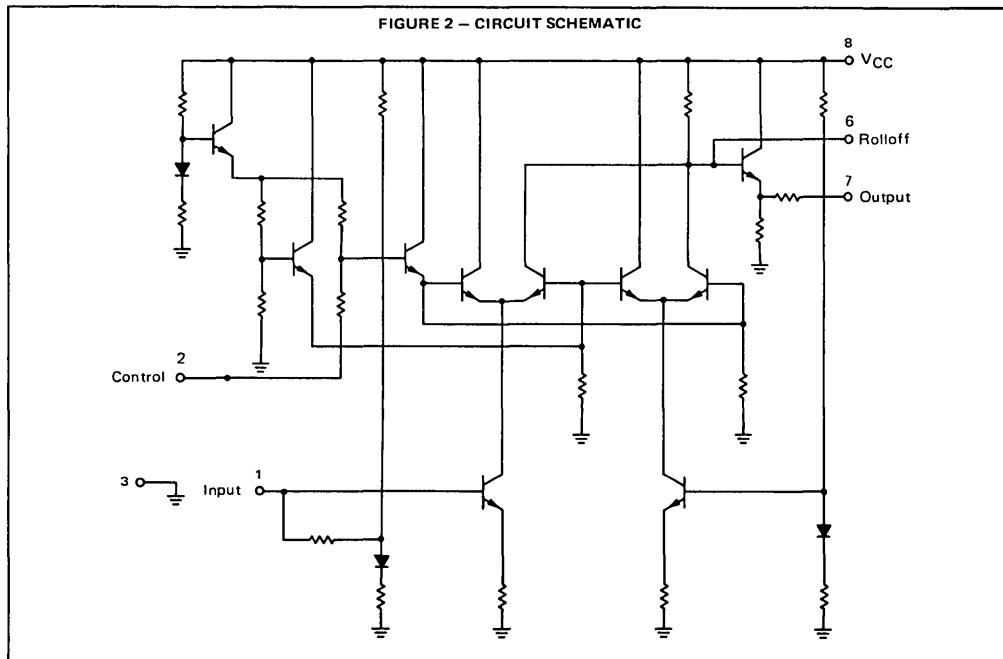 FIGURE 2 – CIRCUIT SCHEMATIC
8
VCC
6
Rolloff
7
Output
2
Control
3
1
Input